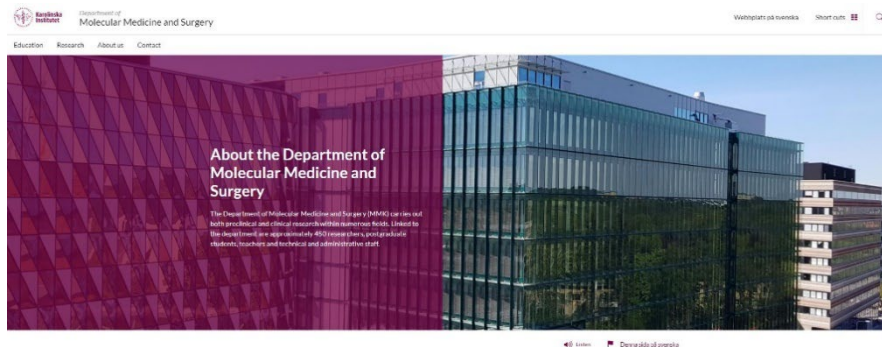 Karolinska
Institutet
Department of
Molecular Medicine and Surgery
Webbplats på svenska
Short cuts
Education
Research
About us
Contact
About the Department of
Molecular Medicine and
Surgery
The Department of Molecular Medicine and Surgery (MMK) carries out
both preclinical and clinical research within numerous fields. Linked to
the department are approximately 450 researchers, postgraduate
students, teachers and technical and administrative staff.
Listen
Denna sida på svenska